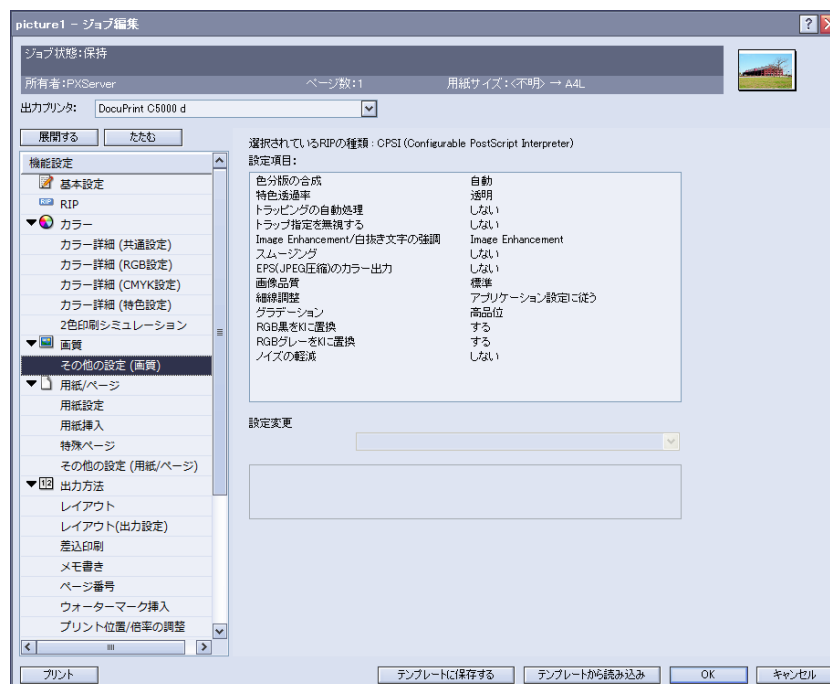 picture1 - ジョブ編集
ジョブ状態:保持
所有者:PXServer ページ数:1 用紙サイズ:<不明> → A4L
出力プリンタ: DocuPrint C5000 d
展開する たたむ
選択されているRIPの種類 : CPSI(Configurable PostScript Interpreter)
設定項目:
機能設定
基本設定
RIP
カラー
カラー詳細 (共通設定)
カラー詳細 (RGB設定)
カラー詳細 (CMYK設定)
カラー詳細 (特色設定)
2色印刷シミュレーション
画質
その他の設定 (画質)
用紙/ページ
用紙設定
用紙挿入
特殊ページ
その他の設定 (用紙/ページ)
出力方法
レイアウト
レイアウト(出力設定)
差込印刷
メモ書き
ページ番号
ウォーターマーク挿入
プリント位置/倍率の調整
色分版の合成 自動
特色透過率 透明
トラッピングの自動処理 しない
トラップ指定を無視する しない
Image Enhancement/白抜き文字の強調 Image Enhancement
スムージング しない
EPS(JPEG圧縮)のカラー出力 しない
画像品質 標準
細線調整 アプリケーション設定に従う
グラデーション 高品位
RGB黒をKに置換 する
RGBグレーをKに置換 する
ノイズの軽減 しない
設定変更
プリント テンプレートに保存する テンプレートから読み込み OK キャンセル